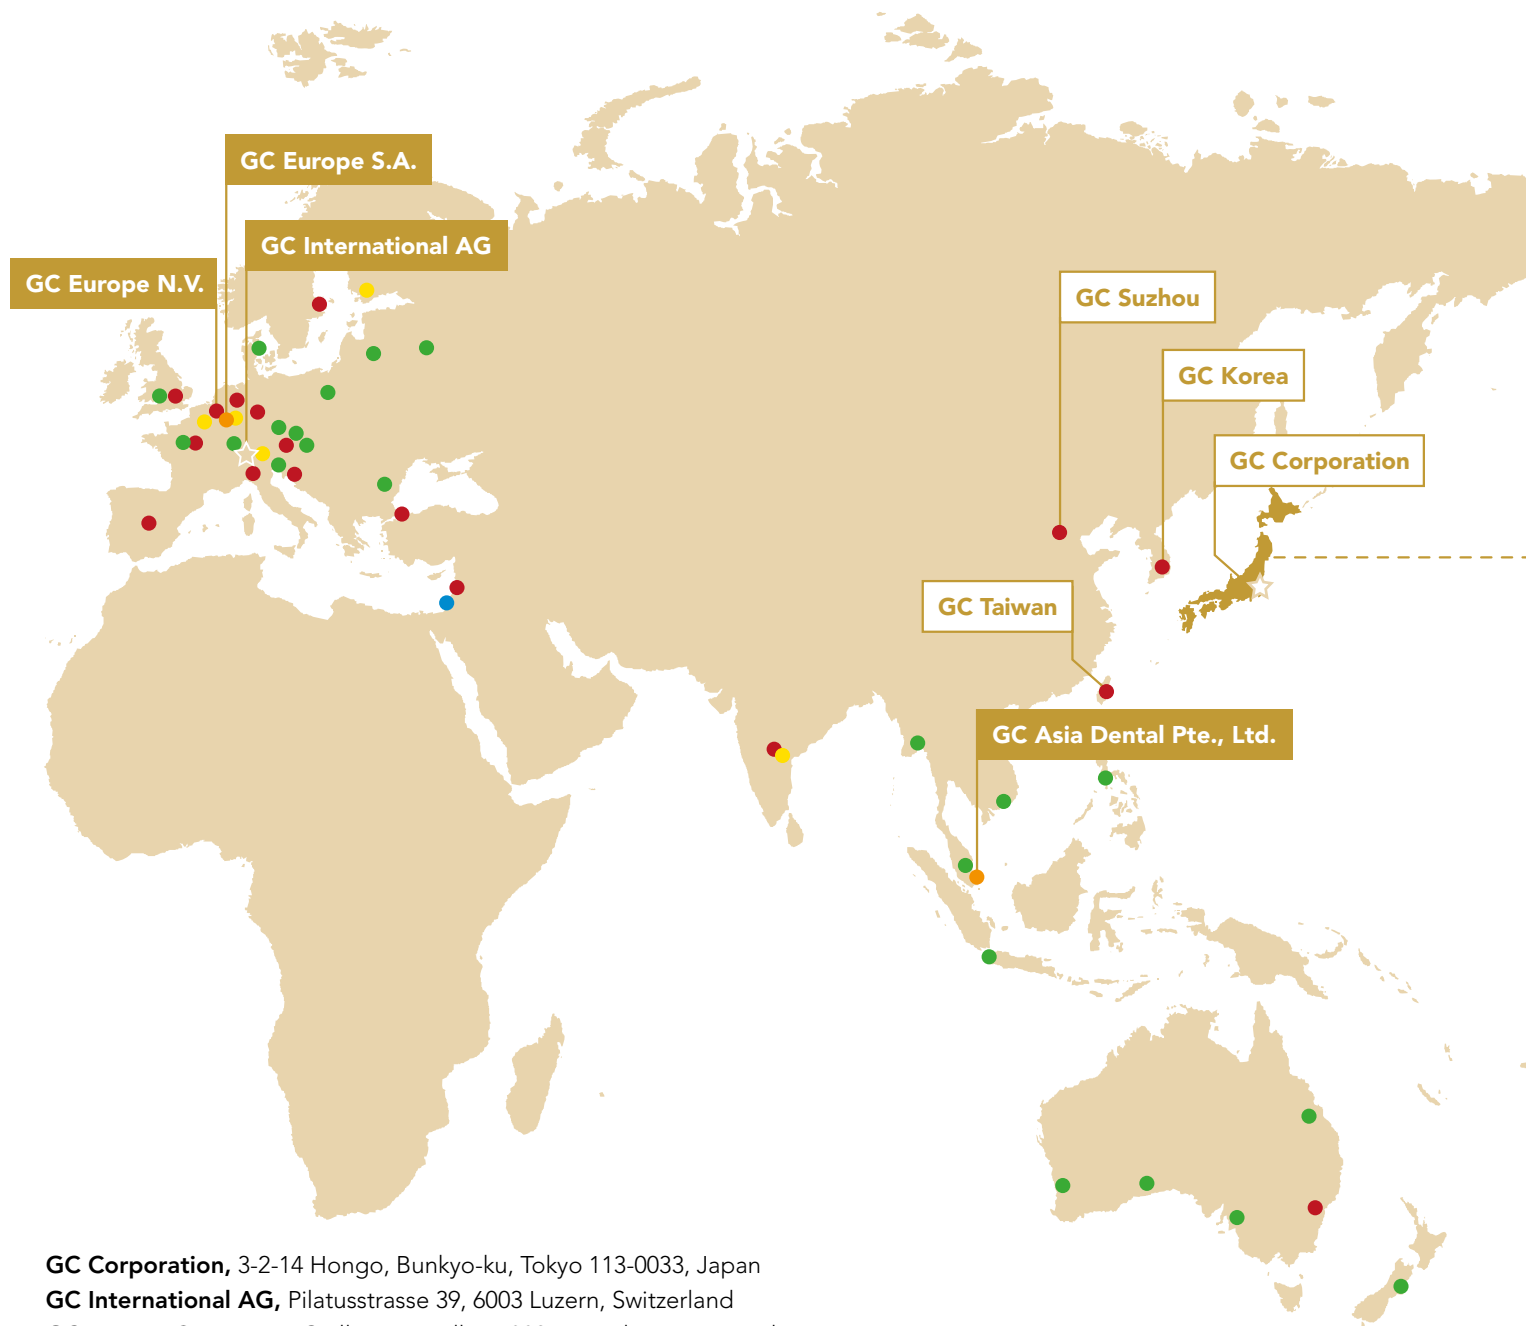 GC Europe S.A.
GC International AG
GC Europe N.V.
GC Suzhou
GC Korea
GC Corporation
GC Taiwan
GC Asia Dental Pte., Ltd.
GC Corporation, 3-2-14 Hongo, Bunkyo-ku, Tokyo 113-0033, Japan
GC International AG, Pilatusstrasse 39, 6003 Luzern, Switzerland